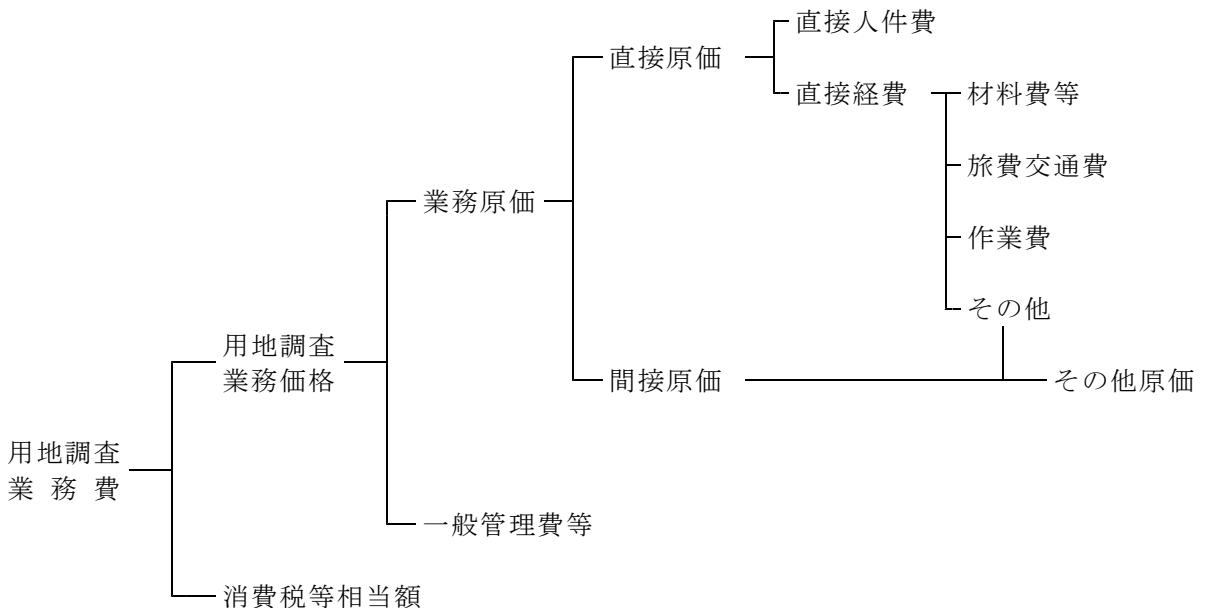 直接人件費
直接原価
直接経費
材料費等
旅費交通費
業務原価
作業費
その他
用地調査
業務価格
間接原価
その他原価
用地調査
業務費
一般管理費等
消費税等相当額